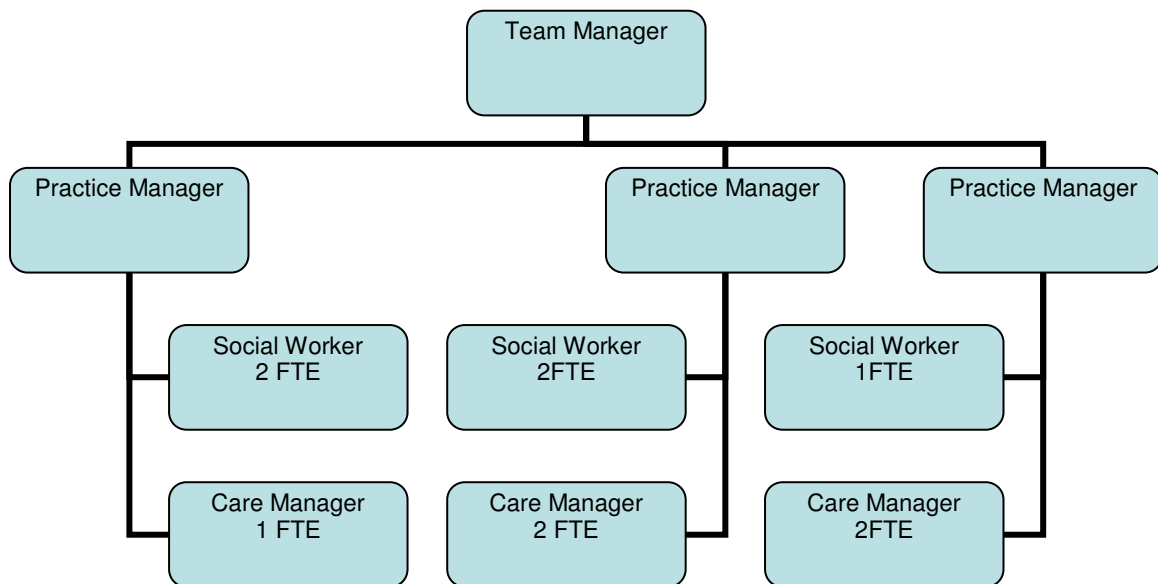 Team Manager
Practice Manager
Practice Manager
Practice Manager
Social Worker
2 FTE
Social Worker
2FTE
Social Worker
1FTE
Care Manager
1 FTE
Care Manager
2 FTE
Care Manager
2FTE